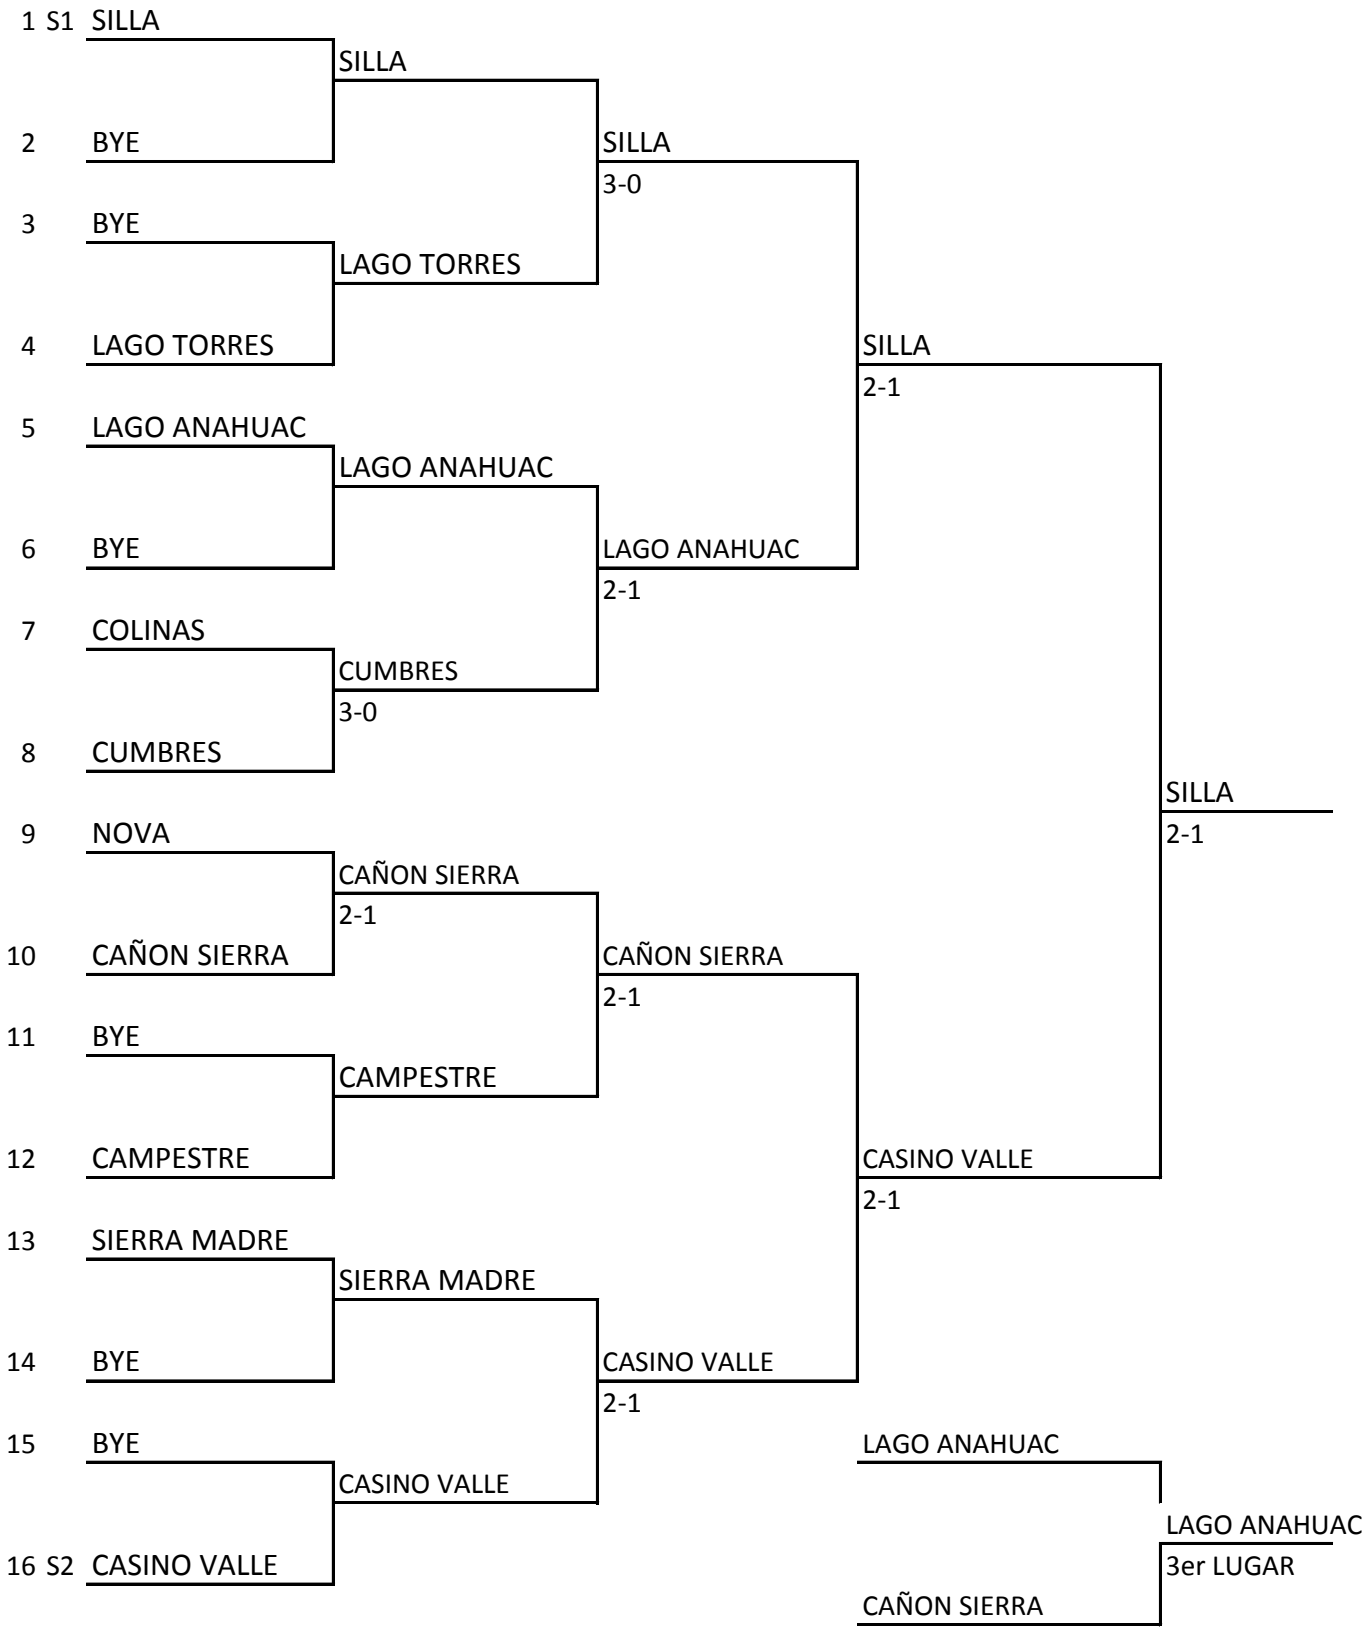 1 S1 SILLA
SILLA
2 BYE
SILLA
3-0
3 BYE
LAGO TORRES
4 LAGO TORRES
SILLA
2-1
5 LAGO ANAHUAC
LAGO ANAHUAC
6 BYE
LAGO ANAHUAC
2-1
7 COLINAS
CUMBRES
3-0
8 CUMBRES
SILLA
2-1
9 NOVA
CAÑON SIERRA
2-1
10 CAÑON SIERRA
CAÑON SIERRA
2-1
11 BYE
CAMPESTRE
12 CAMPESTRE
CASINO VALLE
2-1
13 SIERRA MADRE
SIERRA MADRE
14 BYE
CASINO VALLE
2-1
15 BYE
LAGO ANAHUAC
CASINO VALLE
LAGO ANAHUAC
16 S2 CASINO VALLE
3er LUGAR
CAÑON SIERRA